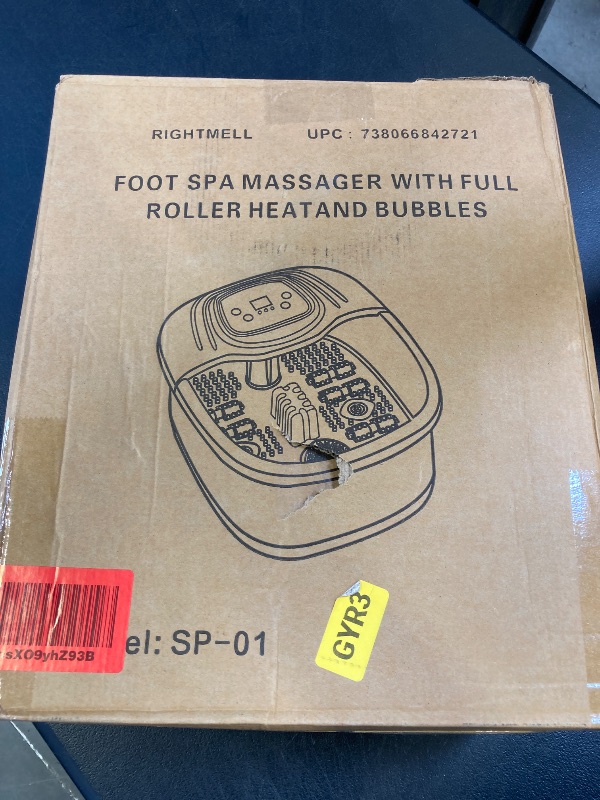 RIGHTMELL UPC : 738066842721
FOOT SPA MASSAGER WITH FULL
ROLLER HEATAND BUBBLES
GYR3
el: SP-01
sXO9yhZ93B